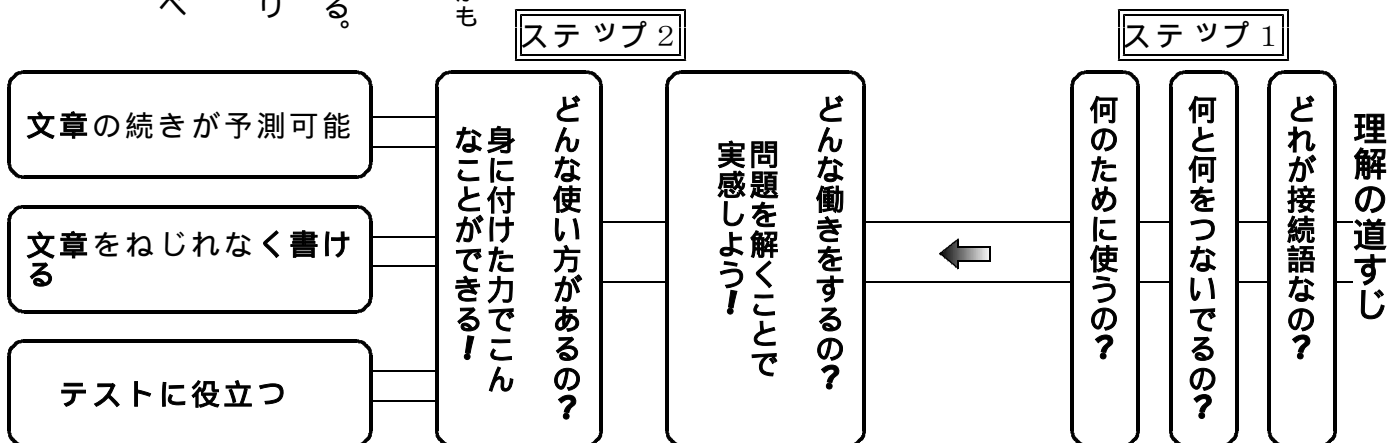 理解の道すじ
ステップ1
どれが接続語なの?
何と何をつないでるの?
何のために使うの?
ステップ2
どんな働きをするの?
問題を解くことで
実感しよう!
どんな使い方があるの?
身に付けた力でこん
なことができる!
文章の続きが予測可能
文章をねじれなく書け
る
テストに役立つ
も
る。
り